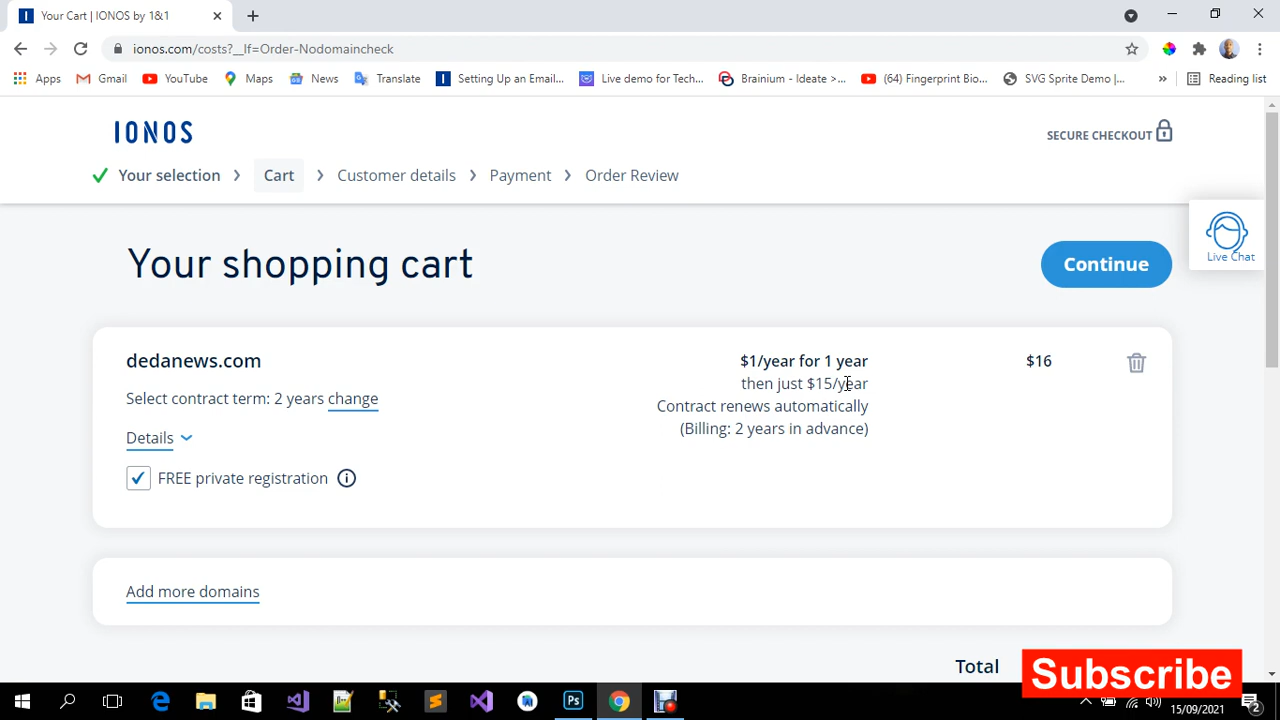 Your Cart | IONOS by 1&1
ionos.com/costs?__lf=Order-Nodomaincheck
Apps
Gmail
YouTube
Maps
News
Translate
Setting Up an Email...
Live demo for Tech...
Brainium - Ideate >...
(64) Fingerprint Bio...
SVG Sprite Demo |...
»
Reading list
IONOS
SECURE CHECKOUT
Your selection
Cart
Customer details
Payment
Order Review
Live Chat
Your shopping cart
Continue
dedanews.com
$1/year for 1 year
$16
then just $15/year
Select contract term: 2 years change
Contract renews automatically
(Billing: 2 years in advance)
Details
FREE private registration
Add more domains
Total
Subscribe
Ps
15/09/2021
2